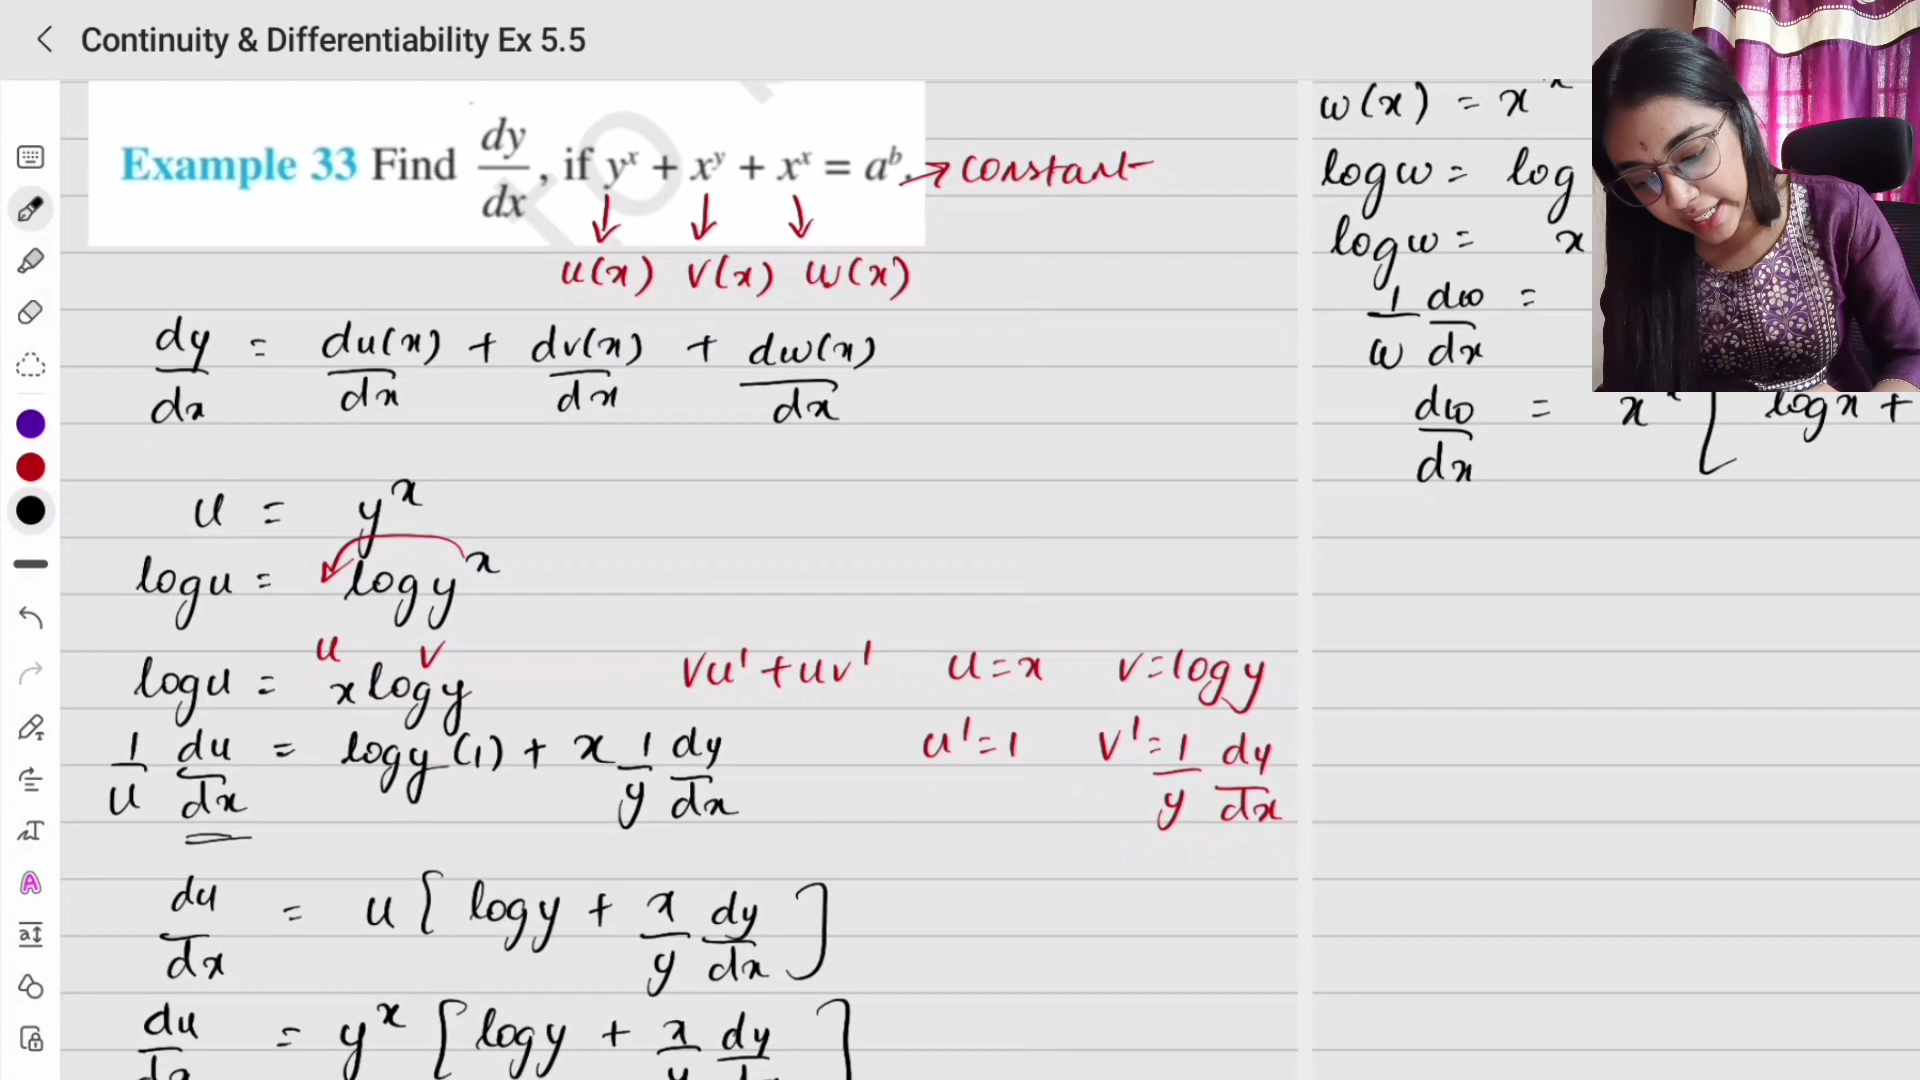 Continuity & Differentiability Ex 5.5
Example 33 Find dy/dx, if y^x + x^y + x^x = a^b. → constant
u(x) v(x) w(x)
dy/dx = du(x)/dx + dv(x)/dx + dw(x)/dx
u = y^x
log u = log y^x
u v
log u = x log y
vu' + uv' u = x v = log y
1/u du/dx = log y (1) + x 1/y dy/dx
u' = 1 v' = 1/y dy/dx
du/dx = u [ log y + x/y dy/dx ]
du/dx = y^x [ log y + x/y dy/dx ]
w(x) = x^x
log w = log
log w = x
1/w dw/dx =
dw/dx = x^x [ log x +